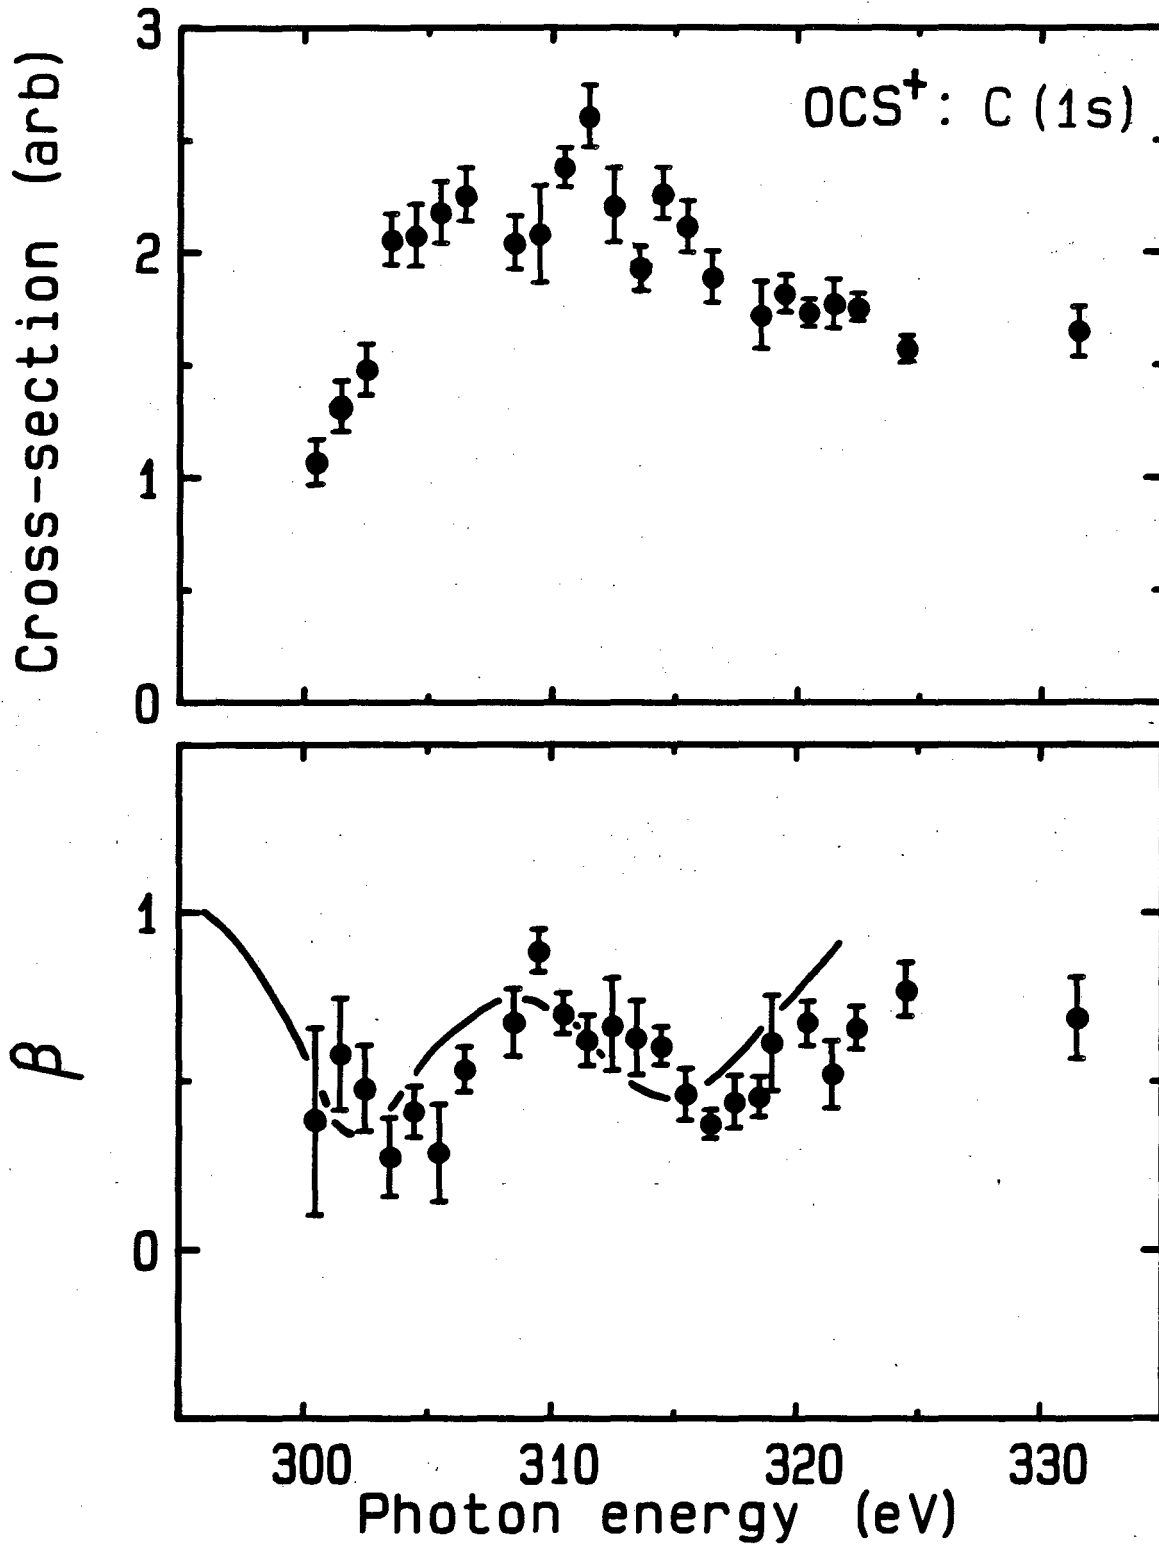 3
Cross-section (arb)
OCS+: C (1s)
2
1
0
1
β
0
300 310 320 330
Photon energy (eV)